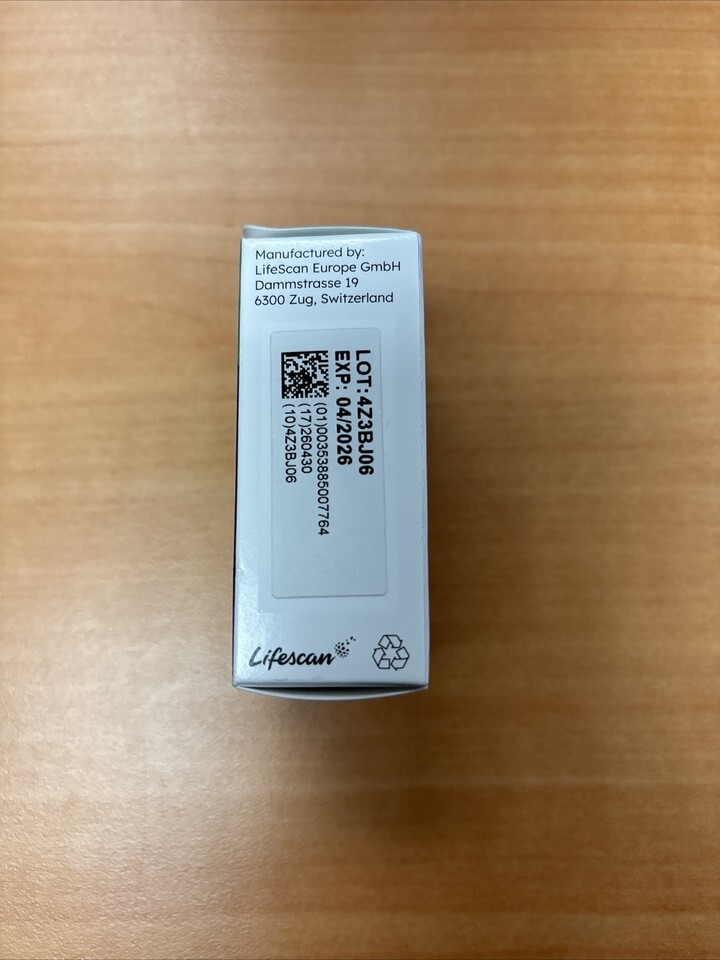 Manufactured by:
LifeScan Europe GmbH
Dammstrasse 19
6300 Zug, Switzerland
LOT: 4Z3BJ06
EXP: 04/2026
(01)00353885007764
(17)260430
(10)4Z3BJ06
Lifescan